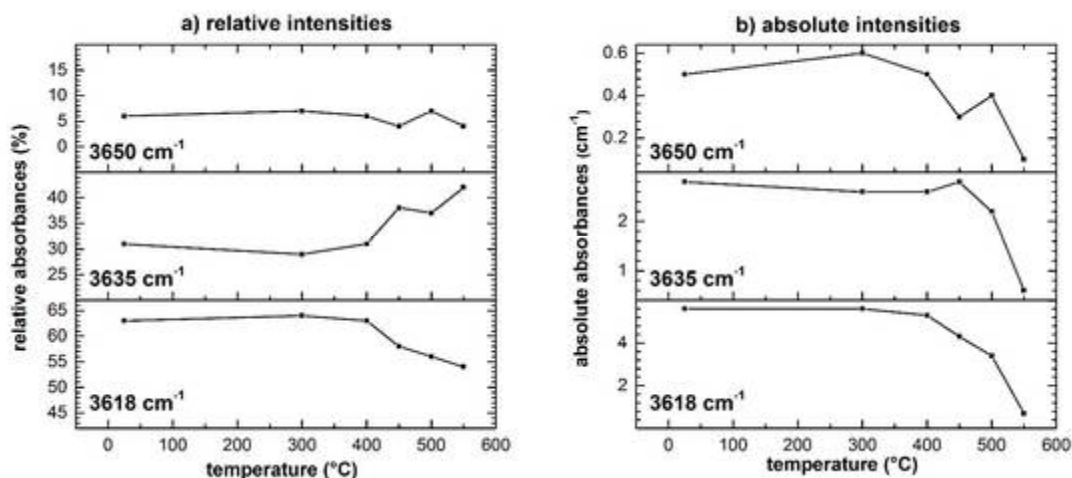 a) relative intensities
relative absorbances (%)
15
10
5
0
3650 cm-1
40
35
30
25
3635 cm-1
65
60
55
50
45
3618 cm-1
0 100 200 300 400 500 600
temperature (°C)
b) absolute intensities
absolute absorbances (cm-1)
0.6
0.4
0.2
3650 cm-1
2
1
3635 cm-1
4
2
3618 cm-1
0 100 200 300 400 500 600
temperature (°C)